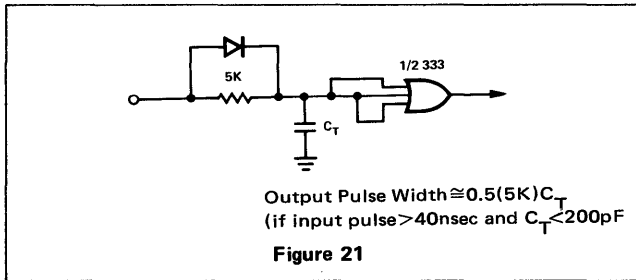 1/2 333
5K
C_T
Output Pulse Width≅0.5(5K)C_T
(if input pulse>40nsec and C_T<200pF
Figure 21